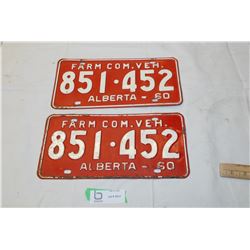 FARM COM. VEH.
851·452
ALBERTA - 60
FARM COM. VEH.
851·452
ALBERTA - 60